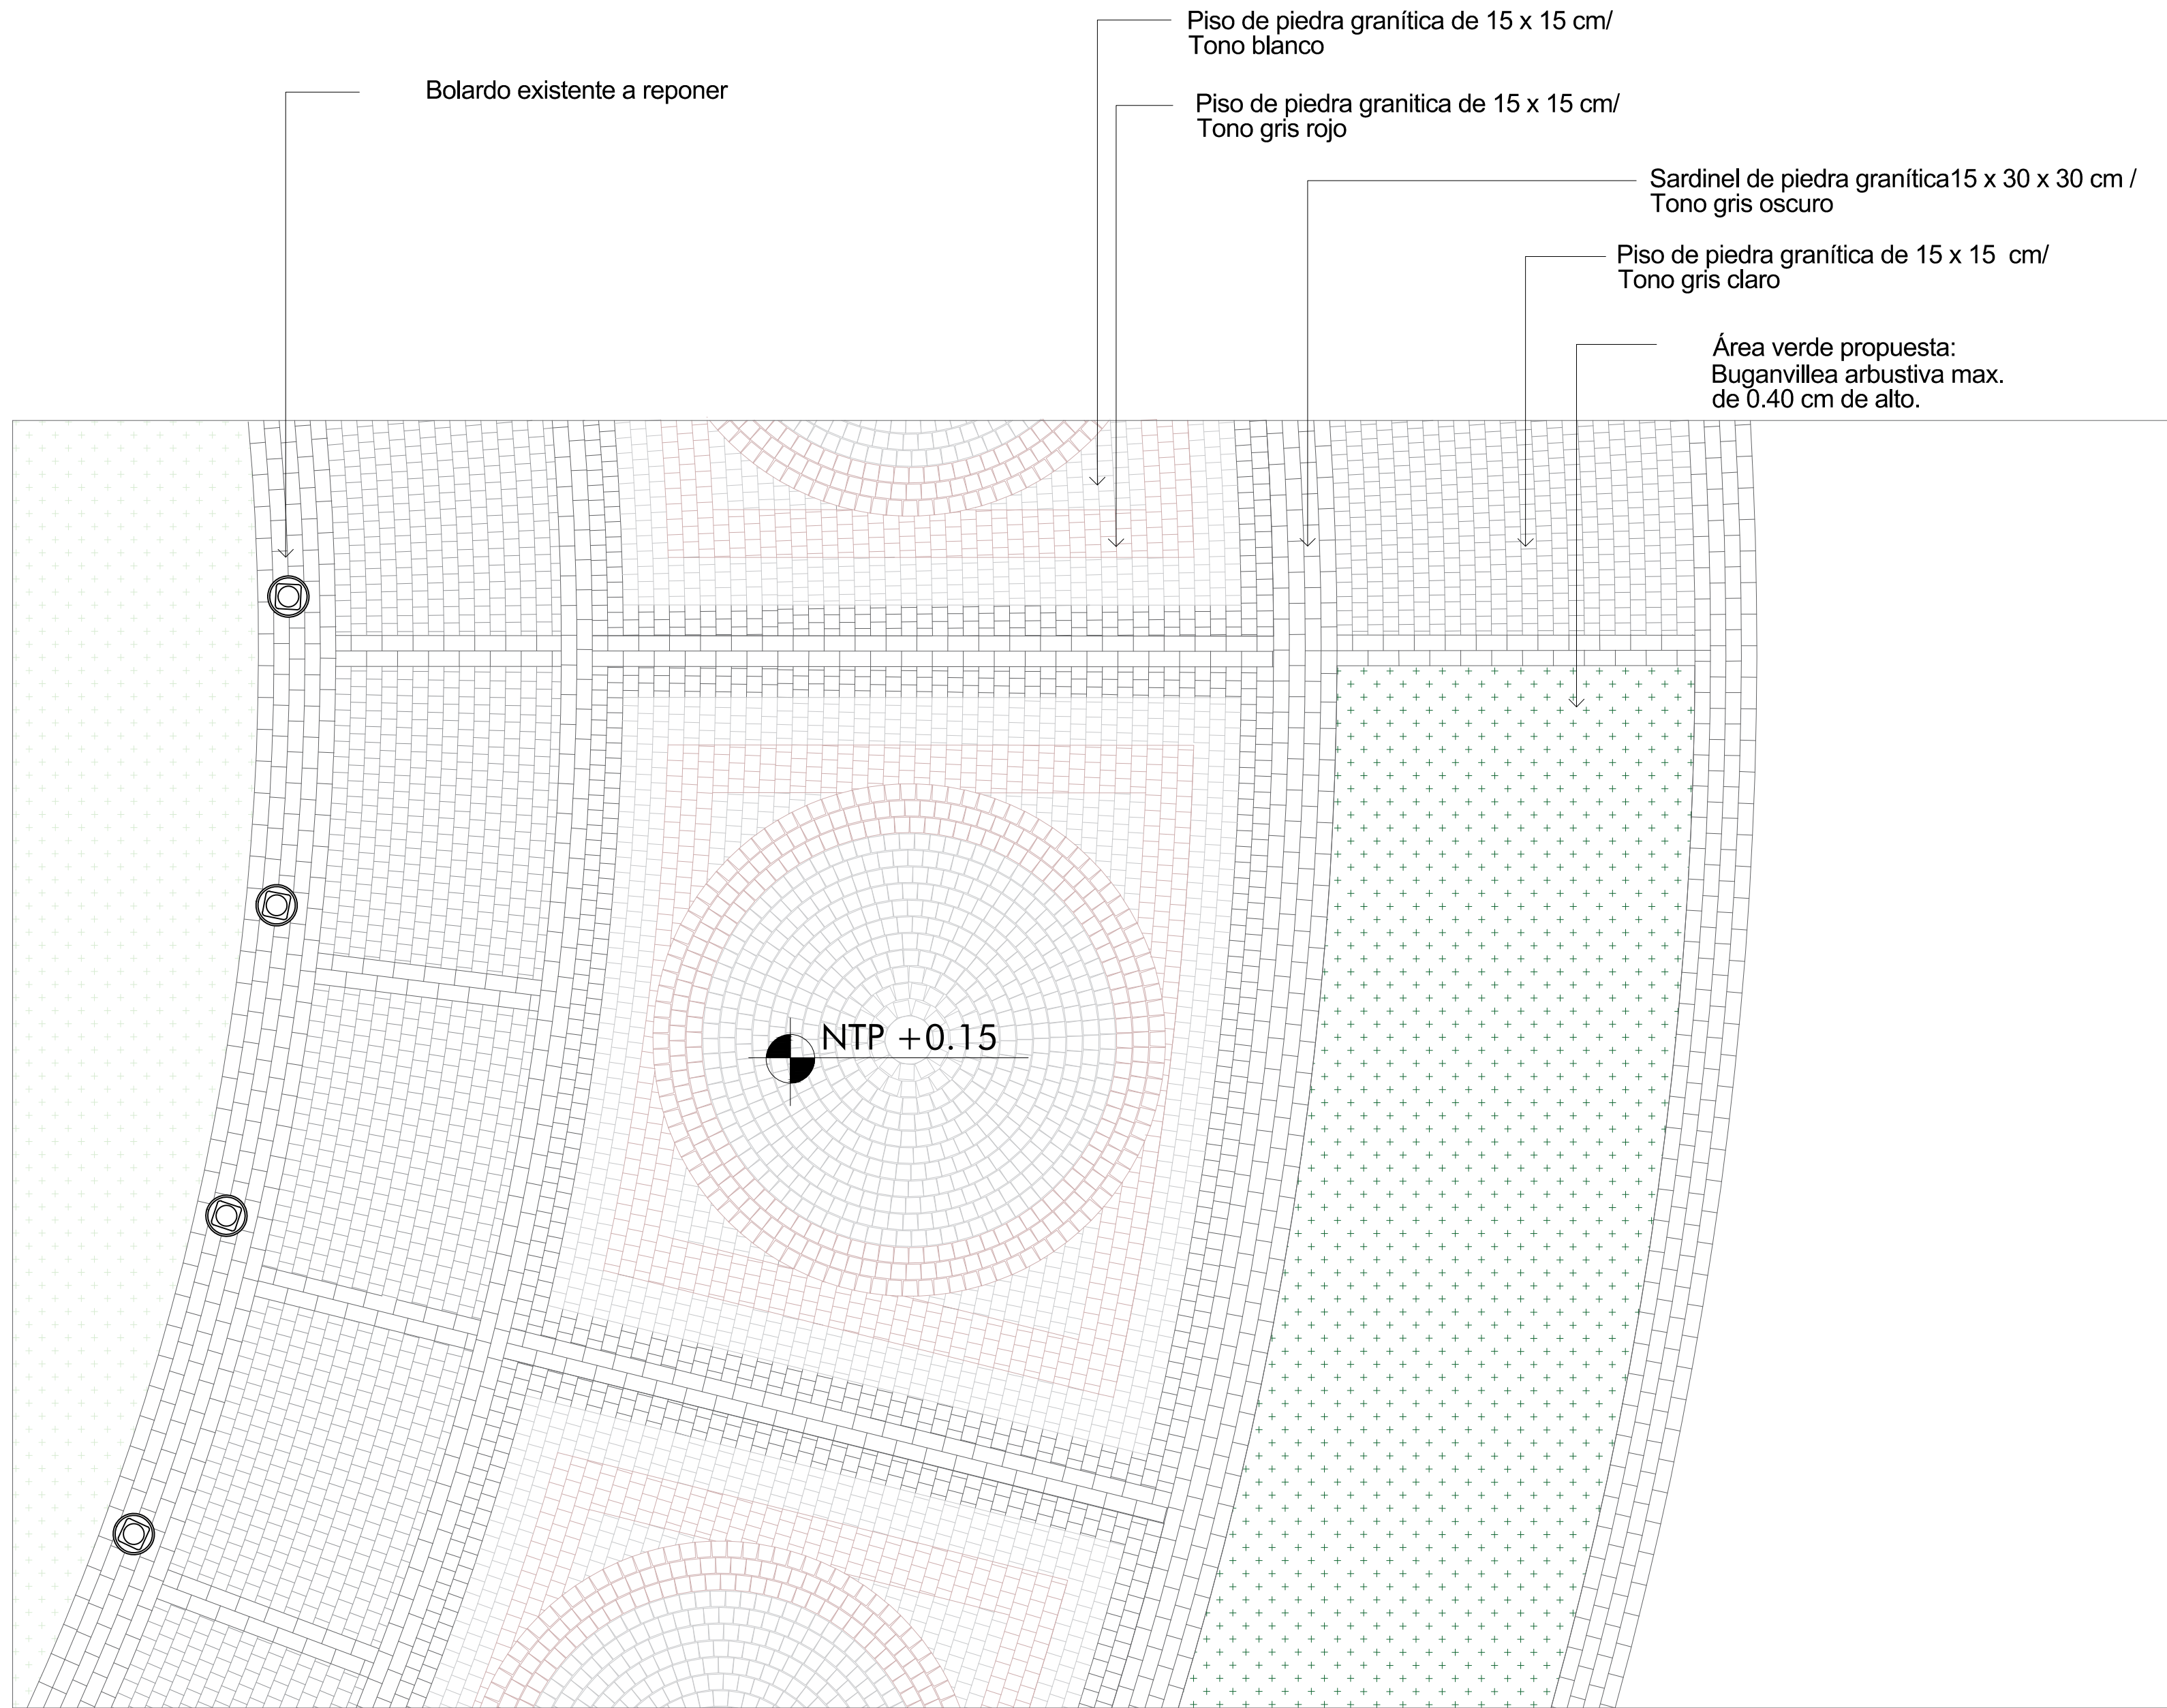 Piso de piedra granítica de 15 x 15 cm/
Tono blanco
Bolardo existente a reponer
Piso de piedra granitica de 15 x 15 cm/
Tono gris rojo
Sardinel de piedra granítica15 x 30 x 30 cm /
Tono gris oscuro
Piso de piedra granítica de 15 x 15 cm/
Tono gris claro
Área verde propuesta:
Buganvillea arbustiva max.
de 0.40 cm de alto.
NTP +0.15